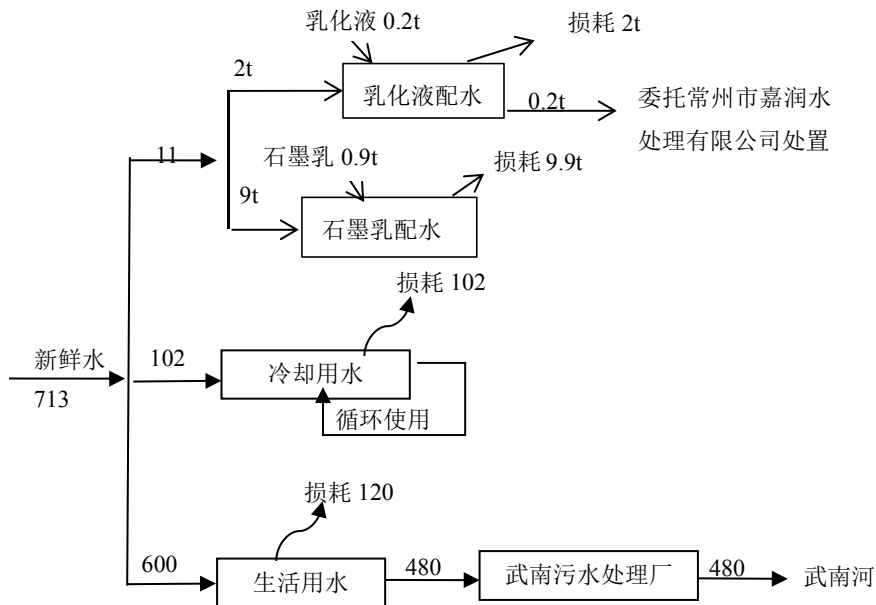 乳化液 0.2t
损耗 2t
2t
乳化液配水
0.2t
委托常州市嘉润水
处理有限公司处置
11
石墨乳 0.9t
损耗 9.9t
9t
石墨乳配水
损耗 102
新鲜水
713
102
冷却用水
循环使用
损耗 120
600
生活用水
480
武南污水处理厂
480
武南河